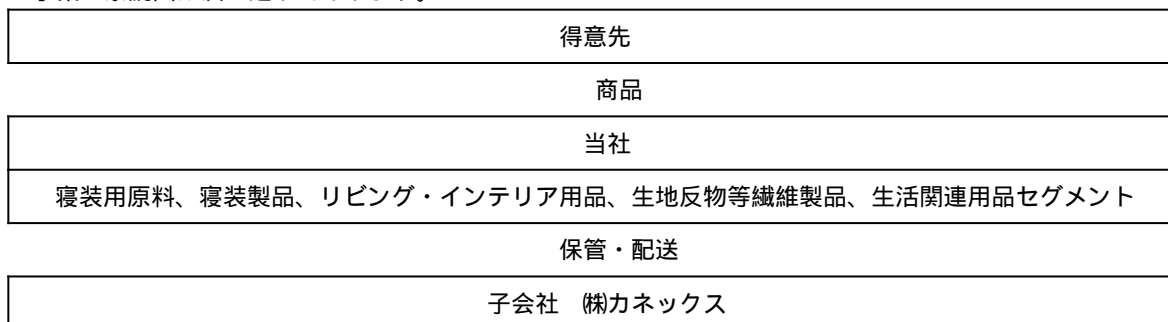 得意先
商品
当社
寝装用原料、寝装製品、リビング・インテリア用品、生地反物等繊維製品、生活関連用品セグメント
保管・配送
子会社　㈱カネックス